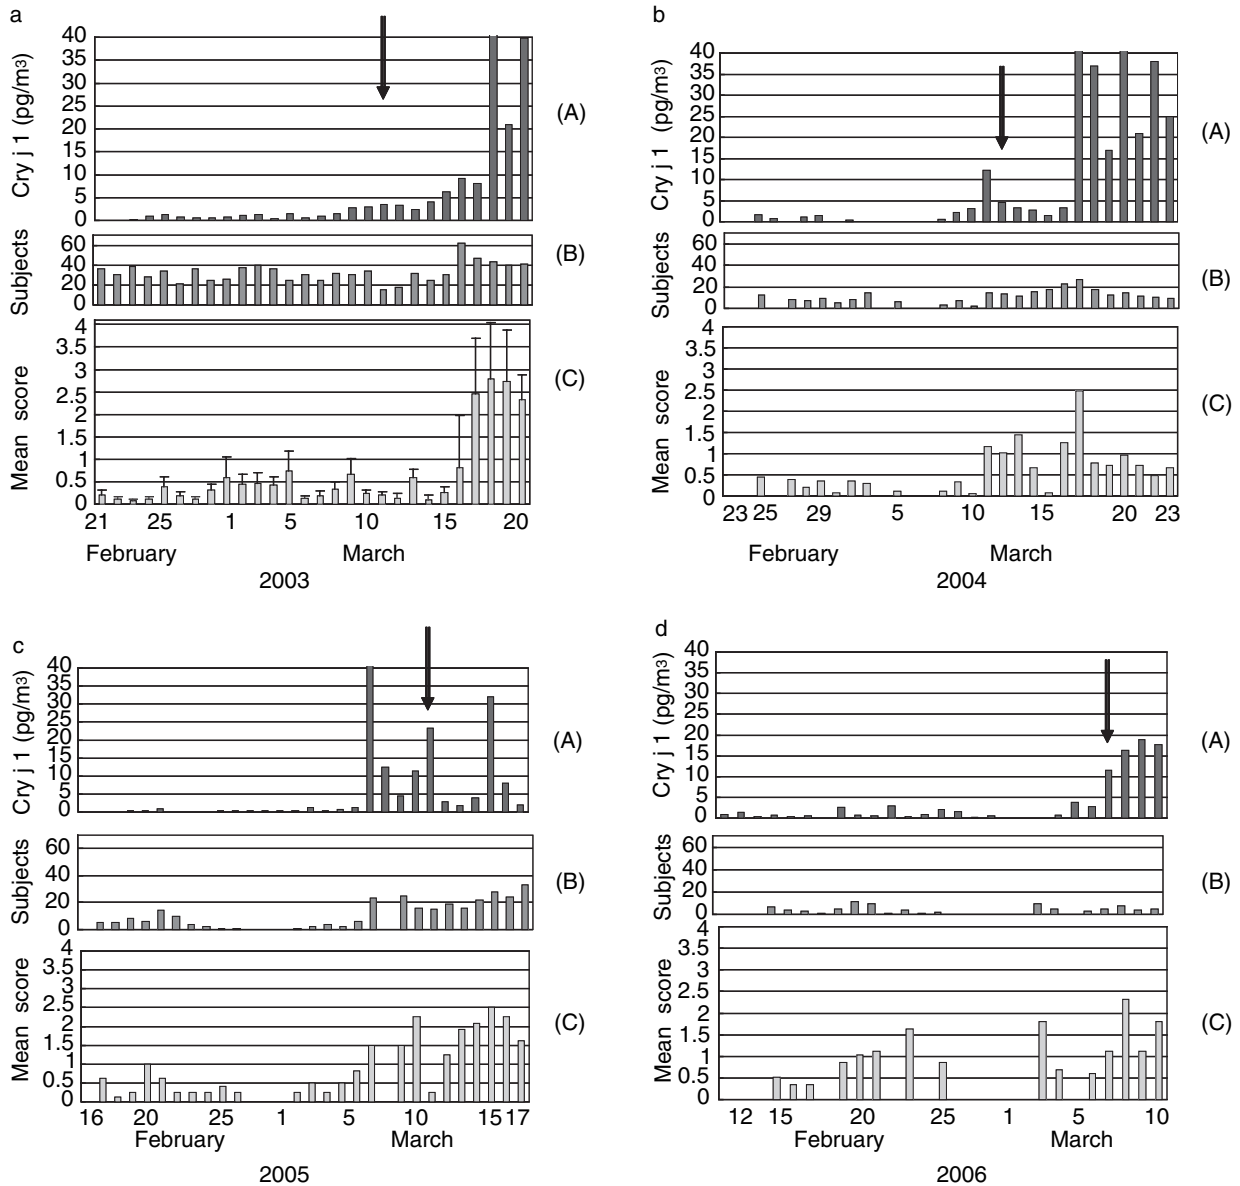 a
Cry j 1 (pg/m3)
40
35
30
25
20
15
10
5
0
(A)
Subjects
60
40
20
0
(B)
Mean score
4
3.5
3
2.5
2
1.5
1
0.5
0
(C)
21 25 1 5 10 15 20
February March
2003
b
Cry j 1 (pg/m3)
40
35
30
25
20
15
10
5
0
(A)
Subjects
60
40
20
0
(B)
Mean score
4
3.5
3
2.5
2
1.5
1
0.5
0
(C)
23 25 29 5 10 15 20 23
February March
2004
c
Cry j 1 (pg/m3)
40
35
30
25
20
15
10
5
0
(A)
Subjects
60
40
20
0
(B)
Mean score
4
3.5
3
2.5
2
1.5
1
0.5
0
(C)
16 20 25 1 5 10 15 17
February March
2005
d
Cry j 1 (pg/m3)
40
35
30
25
20
15
10
5
0
(A)
Subjects
60
40
20
0
(B)
Mean score
4
3.5
3
2.5
2
1.5
1
0.5
0
(C)
12 15 20 25 1 5 10
February March
2006